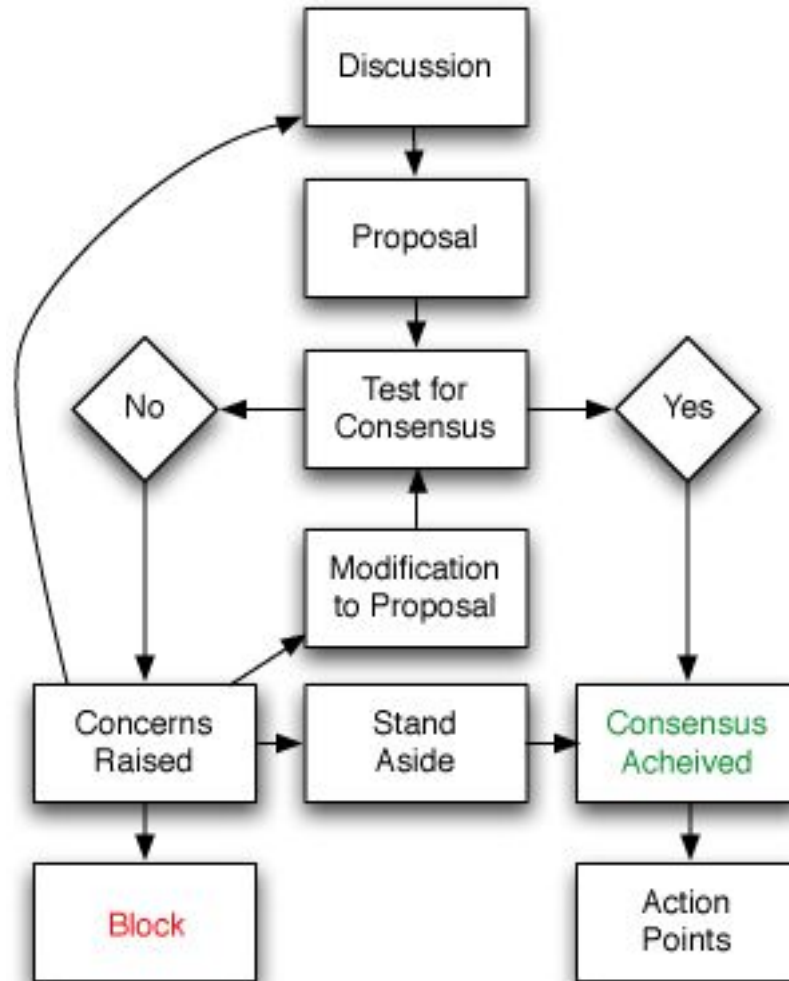 Discussion
Proposal
No
Test for
Consensus
Yes
Modification
to Proposal
Concerns
Raised
Stand
Aside
Consensus
Acheived
Block
Action
Points